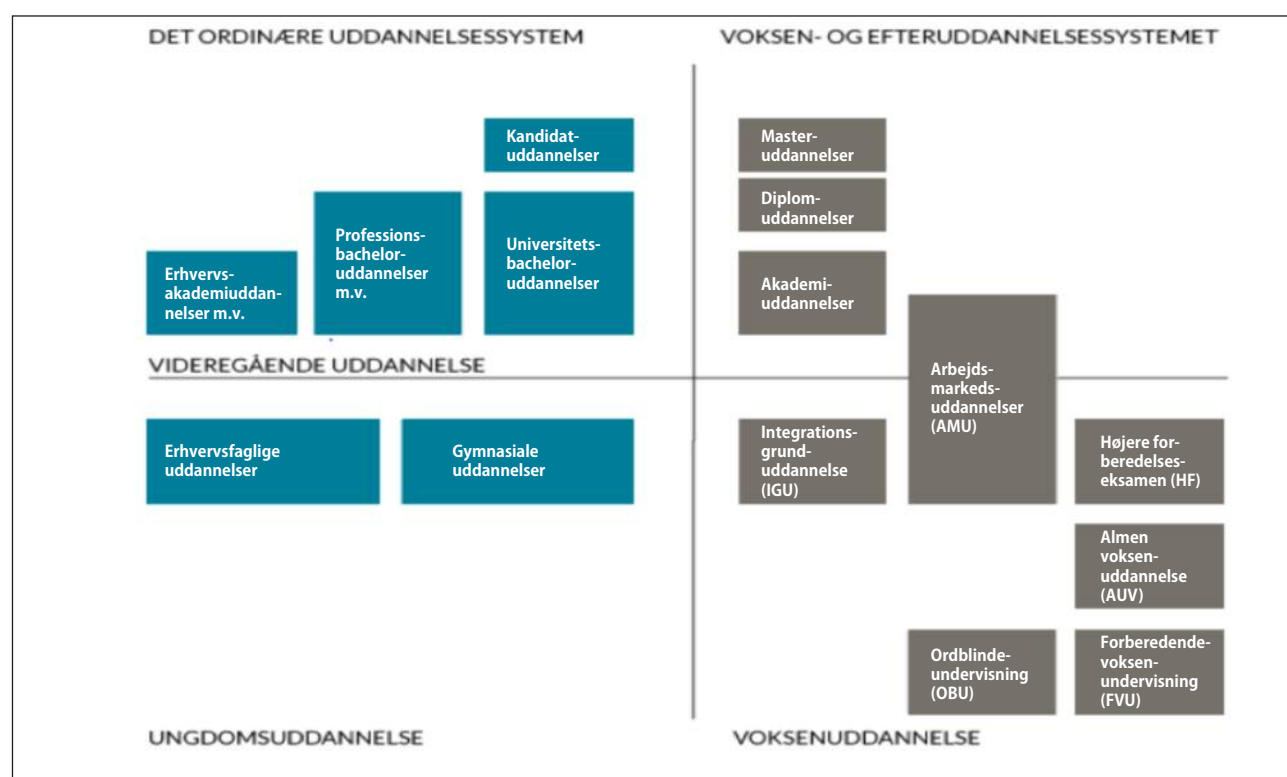 DET ORDINÆRE UDDANNELSESSYSTEM
VOKSEN- OG EFTERUDDANNELSESSYSTEMET
Kandidat-
uddannelser
Professions-
bachelor-
uddannelser
m.v.
Universitets-
bachelor-
uddannelser
Erhvervs-
akademiuddan-
nelser m.v.
Master-
uddannelser
Diplom-
uddannelser
Akademi-
uddannelser
VIDEREGÅENDE UDDANNELSE
Arbejds-
markeds-
uddannelser
(AMU)
Erhvervsfaglige
uddannelser
Gymnasiale
uddannelser
Integrations-
grund-
uddannelse
(IGU)
Højere for-
beredelses-
eksamen (HF)
Almen
voksen-
uddannelse
(AUV)
Ordblinde-
undervisning
(OBU)
Forberedende-
voksen-
undervisning
(FVU)
UNGDOMSUDDANNELSE
VOKSENUDDANNELSE